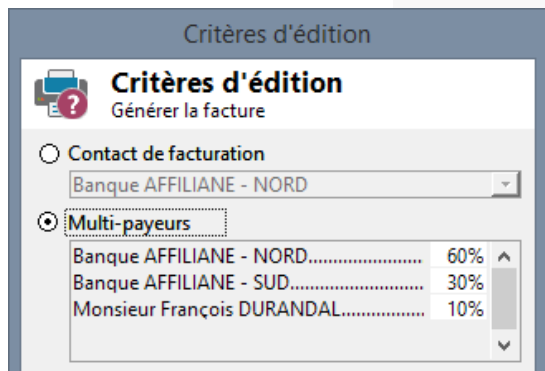 Critères d'édition
Critères d'édition
Générer la facture
Contact de facturation
Banque AFFILIANE - NORD
Multi-payeurs
Banque AFFILIANE - NORD....................... 60%
Banque AFFILIANE - SUD........................... 30%
Monsieur François DURANDAL................. 10%